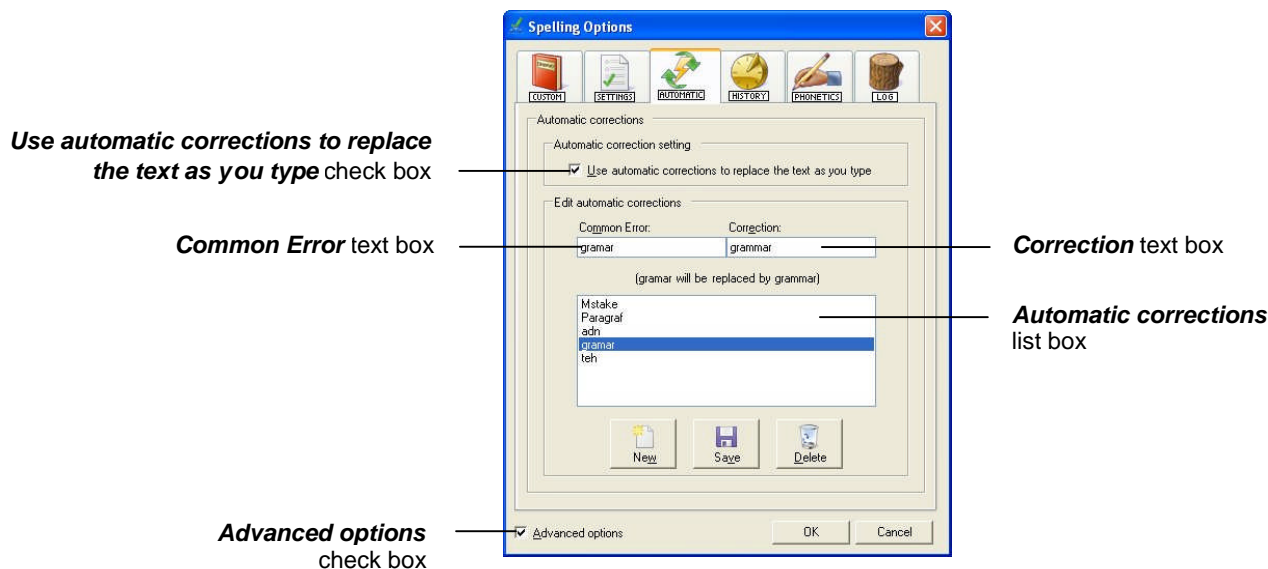 Spelling Options
CUSTOM SETTINGS AUTOMATIC HISTORY PHONETICS LOG
Automatic corrections
Use automatic corrections to replace
the text as you type check box
Automatic correction setting
Use automatic corrections to replace the text as you type
Edit automatic corrections
Common Error: Correction:
Common Error text box
gramar grammar
Correction text box
(gramar will be replaced by grammar)
Mstake
Paragraf
adn
gramar
teh
Automatic corrections
list box
New Save Delete
Advanced options
check box
Advanced options OK Cancel